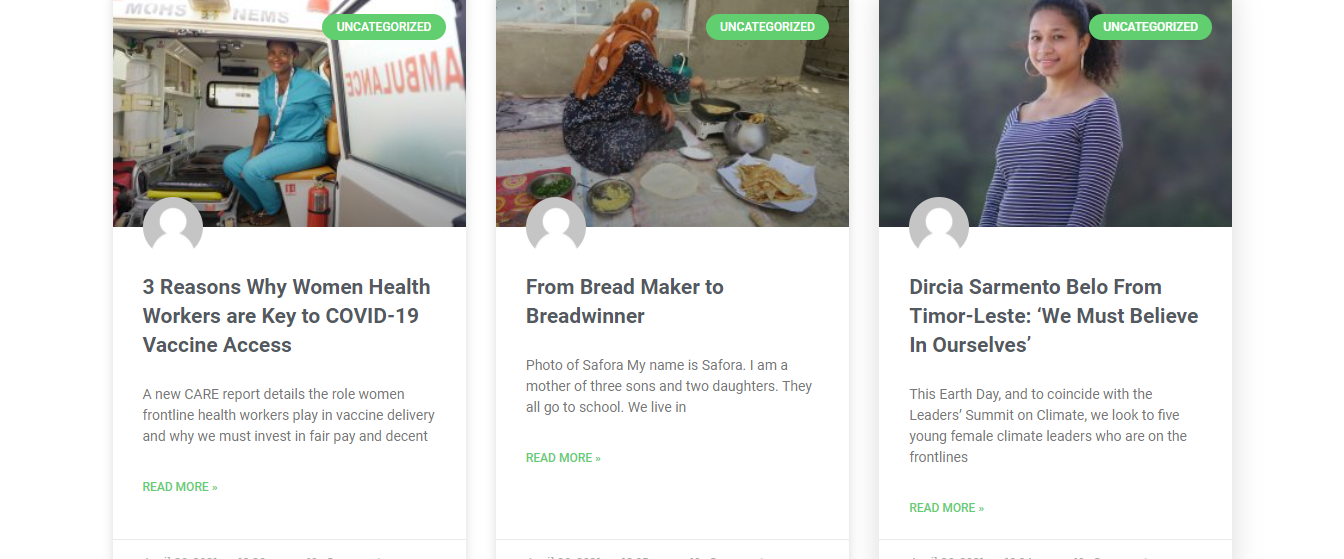 MOHS NEMS
AMBULANCE
UNCATEGORIZED
3 Reasons Why Women Health
Workers are Key to COVID-19
Vaccine Access
A new CARE report details the role women
frontline health workers play in vaccine delivery
and why we must invest in fair pay and decent
READ MORE »
UNCATEGORIZED
From Bread Maker to
Breadwinner
Photo of Safora My name is Safora. I am a
mother of three sons and two daughters. They
all go to school. We live in
READ MORE »
UNCATEGORIZED
Dircia Sarmento Belo From
Timor-Leste: ‘We Must Believe
In Ourselves’
This Earth Day, and to coincide with the
Leaders’ Summit on Climate, we look to five
young female climate leaders who are on the
frontlines
READ MORE »